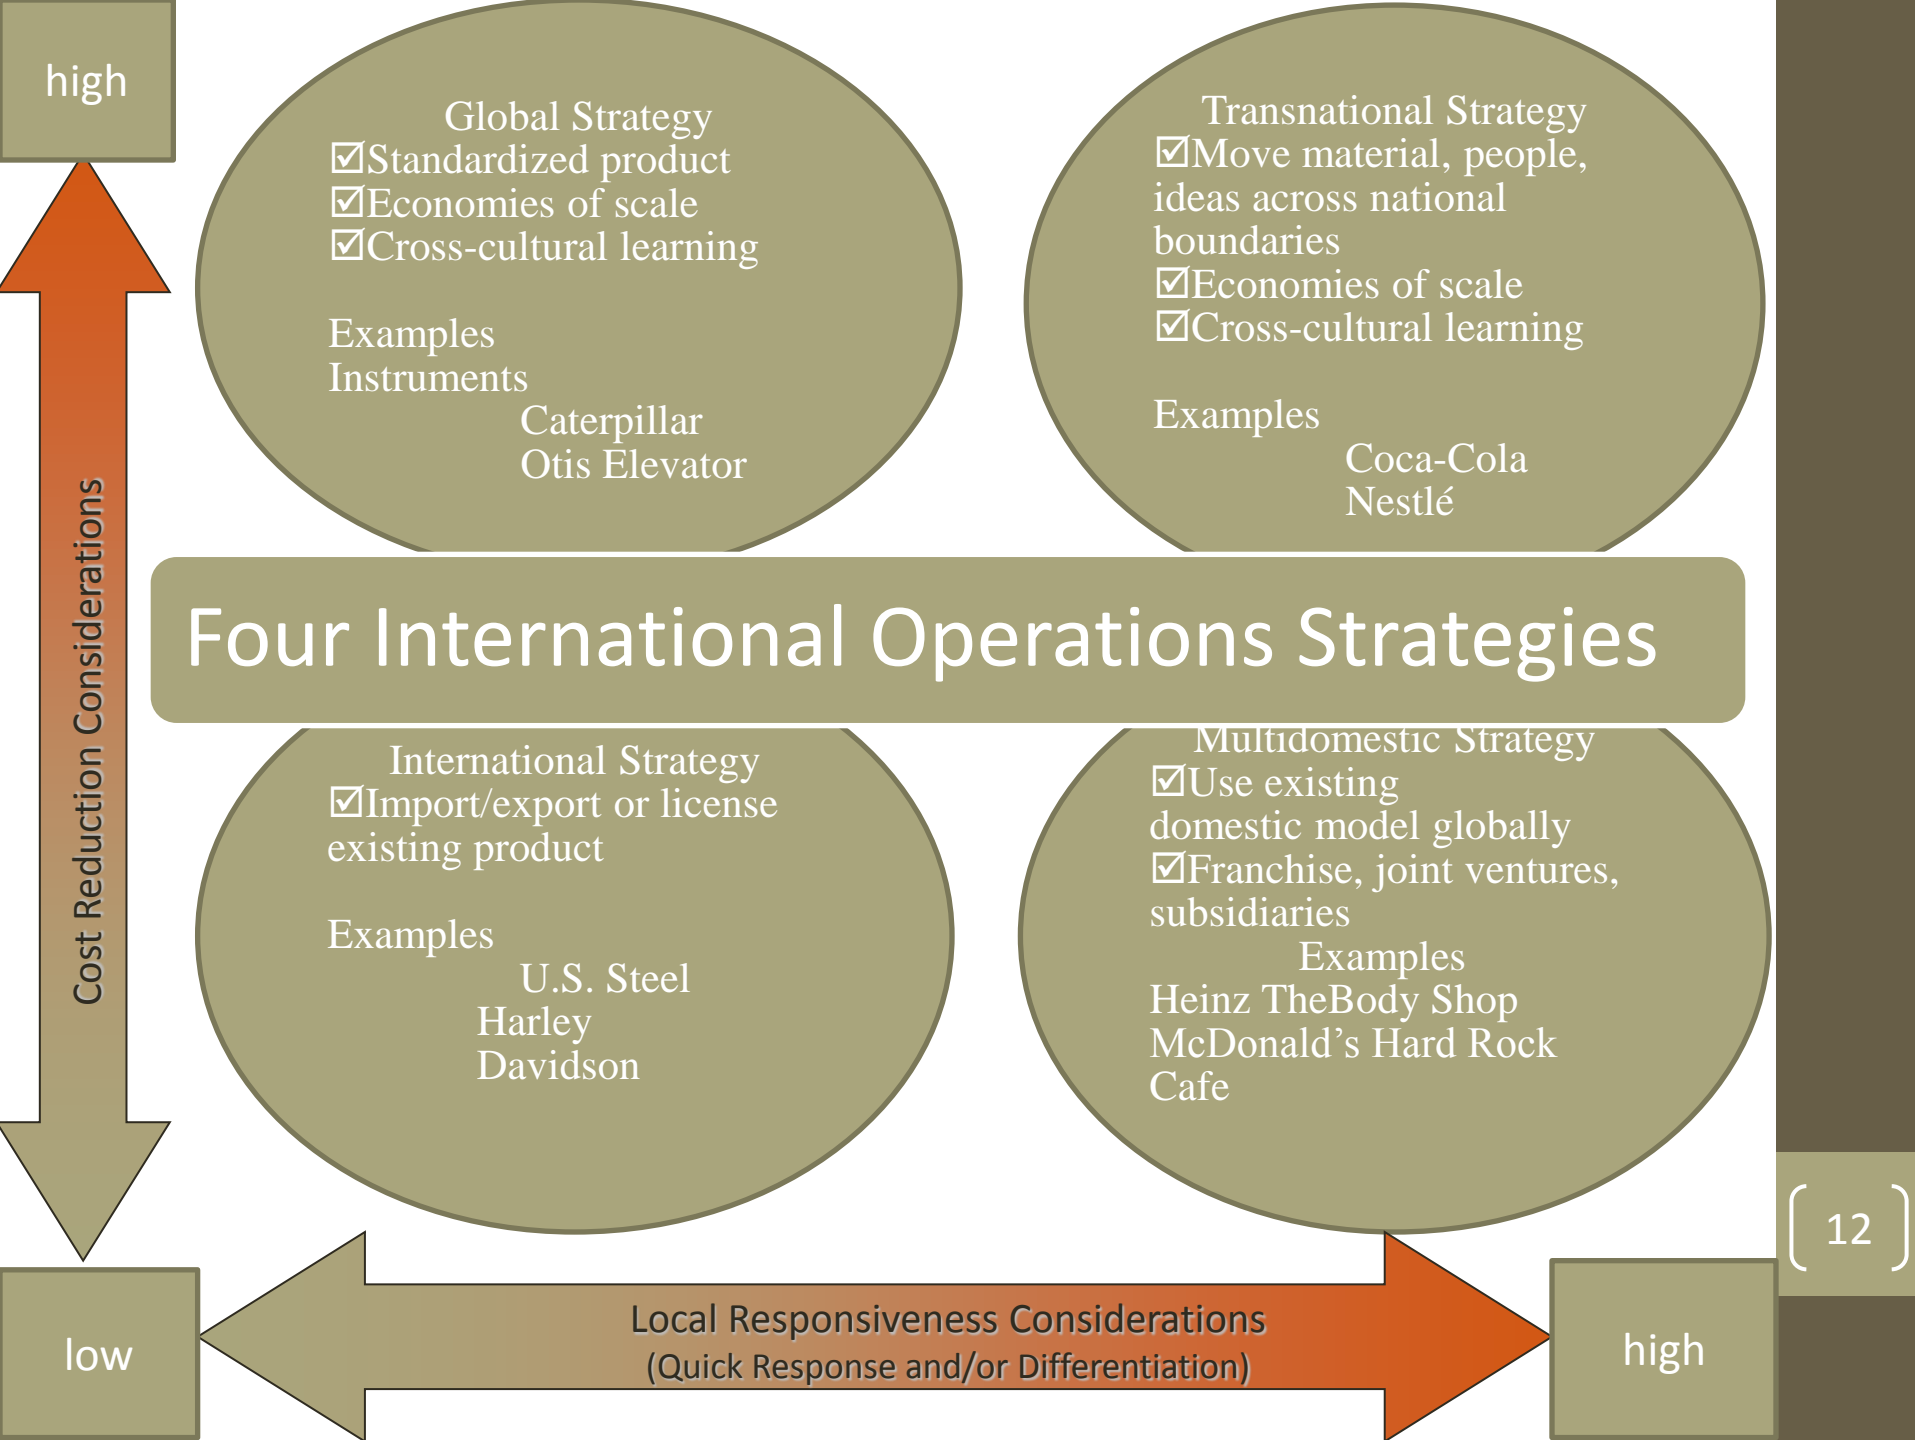 high
Global Strategy
☑Standardized product
☑Economies of scale
☑Cross-cultural learning
Examples
Instruments
Caterpillar
Otis Elevator
Transnational Strategy
☑Move material, people,
ideas across national
boundaries
☑Economies of scale
☑Cross-cultural learning
Examples
Coca-Cola
Nestlé
Cost Reduction Considerations
Four International Operations Strategies
International Strategy
☑Import/export or license
existing product
Examples
U.S. Steel
Harley
Davidson
Multidomestic Strategy
☑Use existing
domestic model globally
☑Franchise, joint ventures,
subsidiaries
Examples
Heinz TheBody Shop
McDonald’s Hard Rock
Cafe
12
low
Local Responsiveness Considerations
(Quick Response and/or Differentiation)
high